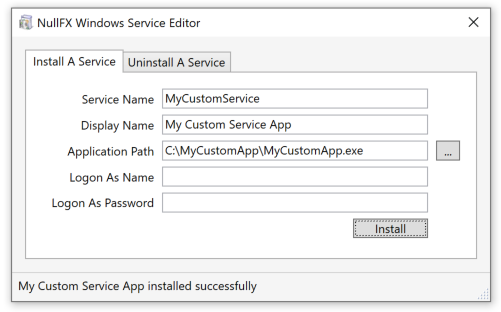 NullFX Windows Service Editor
Install A Service Uninstall A Service
Service Name MyCustomService
Display Name My Custom Service App
Application Path C:\MyCustomApp\MyCustomApp.exe ...
Logon As Name
Logon As Password
Install
My Custom Service App installed successfully